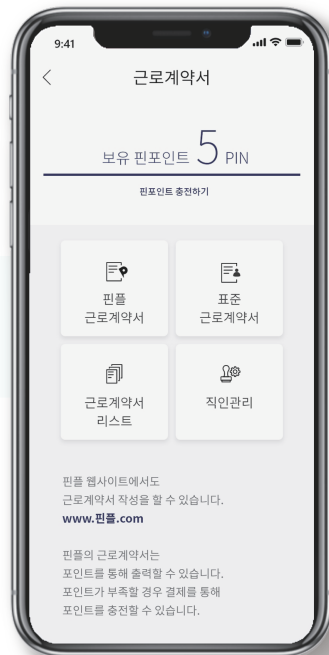 9:41
근로계약서
보유 핀포인트 5 PIN
핀포인트 충전하기
핀플
근로계약서
표준
근로계약서
근로계약서
리스트
직인관리
핀플 웹사이트에서도
근로계약서 작성을 할 수 있습니다.
www.핀플.com
핀플의 근로계약서는
포인트를 통해 출력할 수 있습니다.
포인트가 부족할 경우 결제를 통해
포인트를 충전할 수 있습니다.